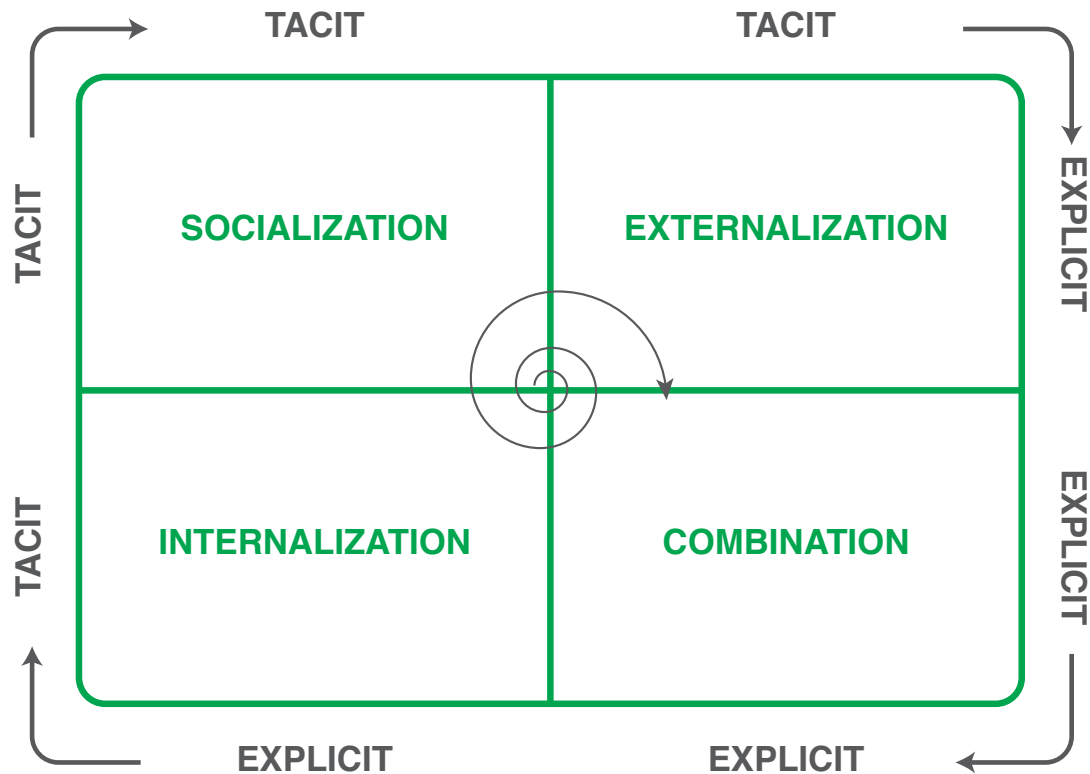 TACIT
TACIT
TACIT
EXPLICIT
SOCIALIZATION
EXTERNALIZATION
TACIT
EXPLICIT
INTERNALIZATION
COMBINATION
EXPLICIT
EXPLICIT